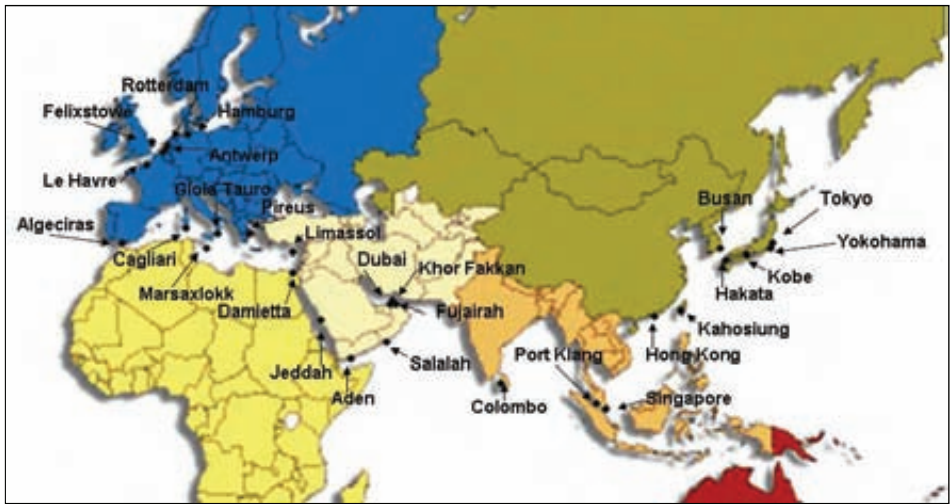 Rotterdam
Felixstowe
Hamburg
Antwerp
Le Havre
Gioia Tauro
Pireus
Algeciras
Limassol
Cagliari
Dubai
Khor Fakkan
Marsaxlokk
Damietta
Fujairah
Jeddah
Aden
Salalah
Colombo
Port Klang
Singapore
Hong Kong
Kahosiung
Busan
Tokyo
Yokohama
Kobe
Hakata